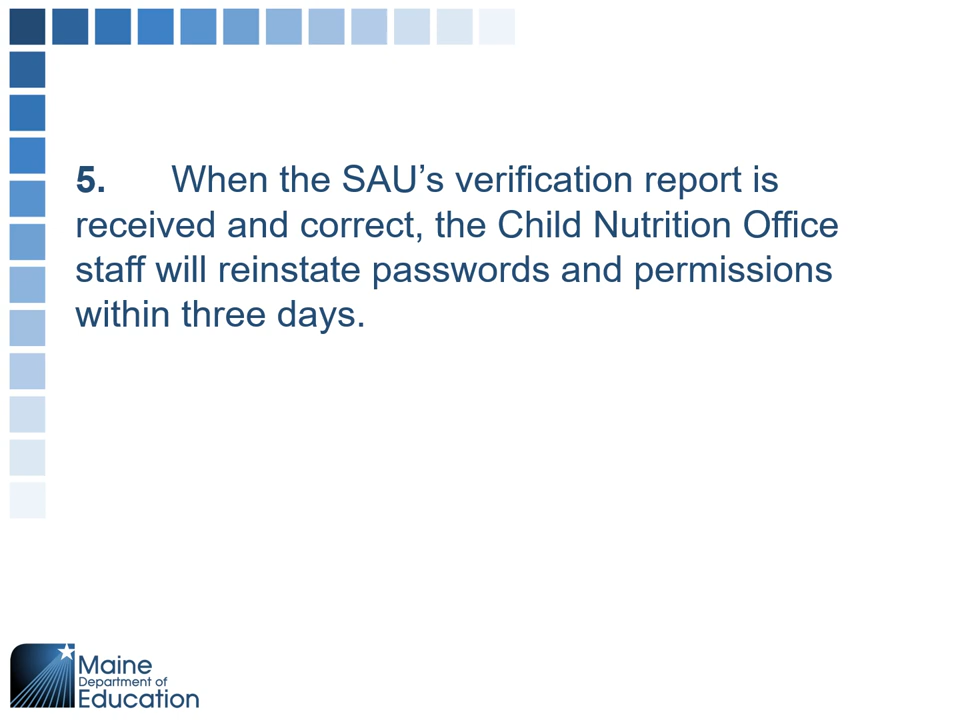 5. When the SAU’s verification report is
received and correct, the Child Nutrition Office
staff will reinstate passwords and permissions
within three days.
Maine
Department of
Education